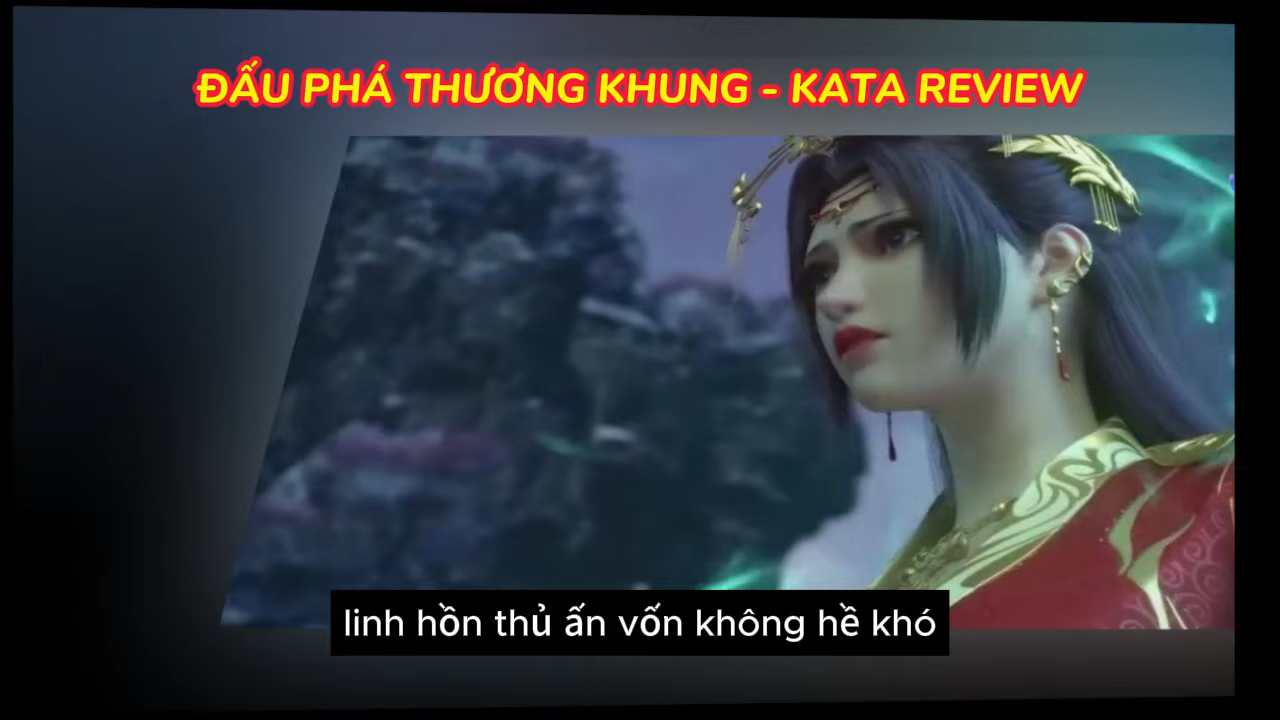 ĐẤU PHÁ THƯƠNG KHUNG - KATA REVIEW
linh hồn thủ ấn vốn không hề khó